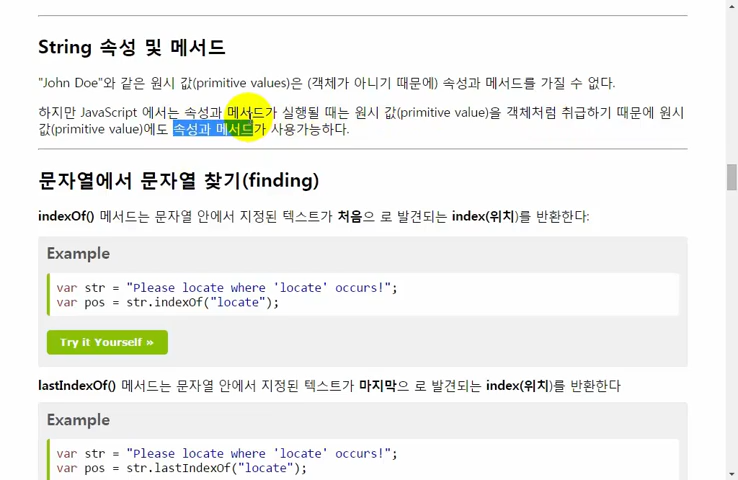 String 속성 및 메서드
"John Doe"와 같은 원시 값(primitive values)은 (객체가 아니기 때문에) 속성과 메서드를 가질 수 없다.
하지만 JavaScript 에서는 속성과 메서드가 실행될 때는 원시 값(primitive value)을 객체처럼 취급하기 때문에 원시
값(primitive value)에도 속성과 메서드가 사용가능하다.
문자열에서 문자열 찾기(finding)
indexOf() 메서드는 문자열 안에서 지정된 텍스트가 처음으 로 발견되는 index(위치)를 반환한다:
Example
var str = "Please locate where 'locate' occurs!";
var pos = str.indexOf("locate");
Try it Yourself »
lastIndexOf() 메서드는 문자열 안에서 지정된 텍스트가 마지막으 로 발견되는 index(위치)를 반환한다
Example
var str = "Please locate where 'locate' occurs!";
var pos = str.lastIndexOf("locate");